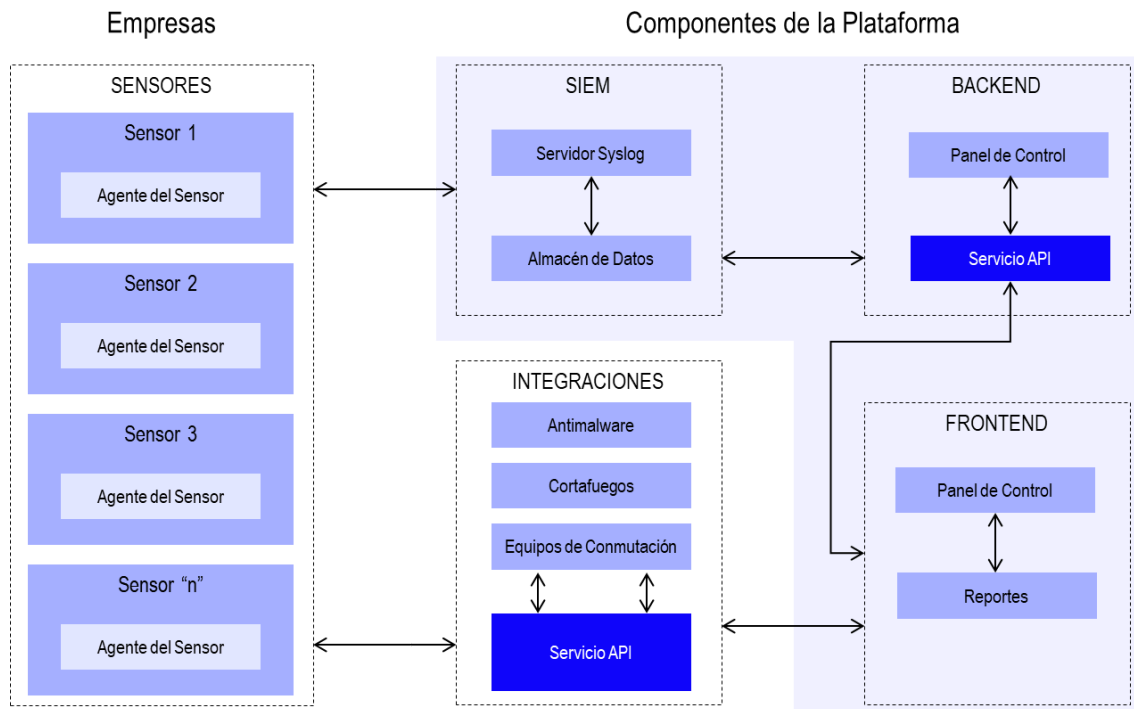 Empresas
Componentes de la Plataforma
SENSORES
Sensor 1
Agente del Sensor
Sensor 2
Agente del Sensor
Sensor 3
Agente del Sensor
Sensor “n”
Agente del Sensor
SIEM
Servidor Syslog
Almacén de Datos
BACKEND
Panel de Control
Servicio API
INTEGRACIONES
Antimalware
Cortafuegos
Equipos de Conmutación
Servicio API
FRONTEND
Panel de Control
Reportes